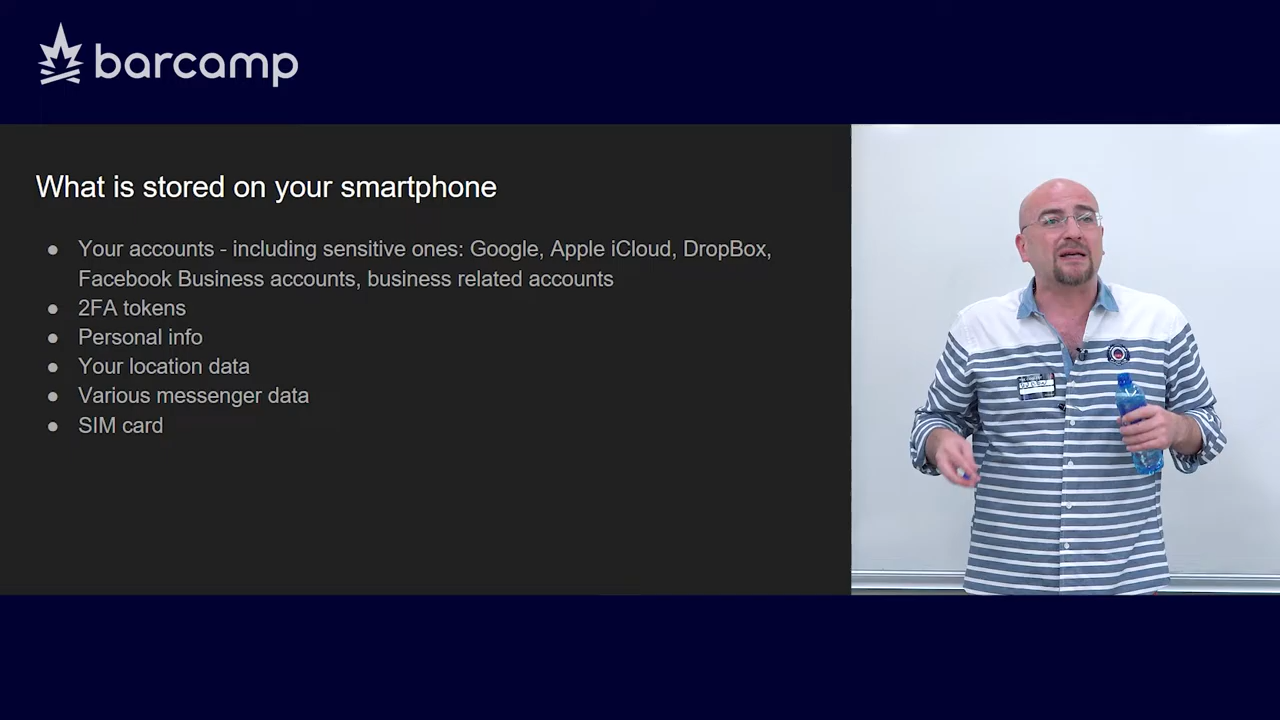 barcamp
What is stored on your smartphone
● Your accounts - including sensitive ones: Google, Apple iCloud, DropBox,
Facebook Business accounts, business related accounts
● 2FA tokens
● Personal info
● Your location data
● Various messenger data
● SIM card